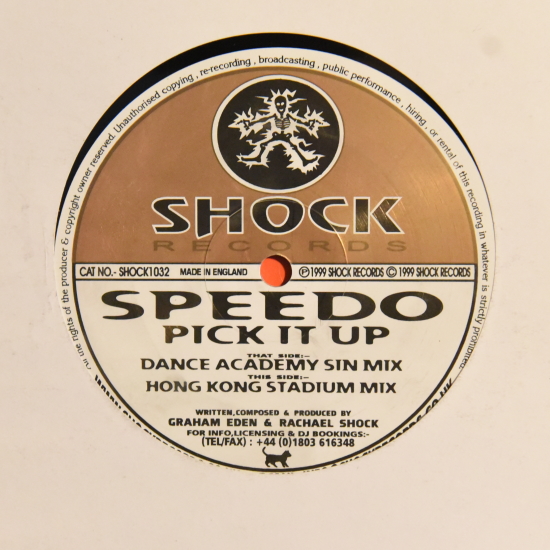 All the rights of the producer & copyright owner reserved. Unauthorised copying, re-recording, broadcasting, public performance, hiring, or rental of this recording in whatever is strictly prohibited.
SHOCK
RECORDS
CAT NO.- SHOCK1032 MADE IN ENGLAND ℗ 1999 SHOCK RECORDS © 1999 SHOCK RECORDS
SPEEDO
PICK IT UP
THAT SIDE:-
DANCE ACADEMY SIN MIX
THIS SIDE:-
HONG KONG STADIUM MIX
WRITTEN,COMPOSED & PRODUCED BY
GRAHAM EDEN & RACHAEL SHOCK
FOR INFO,LICENSING & DJ BOOKINGS:-
(TEL/FAX) : +44 (0)1803 616348